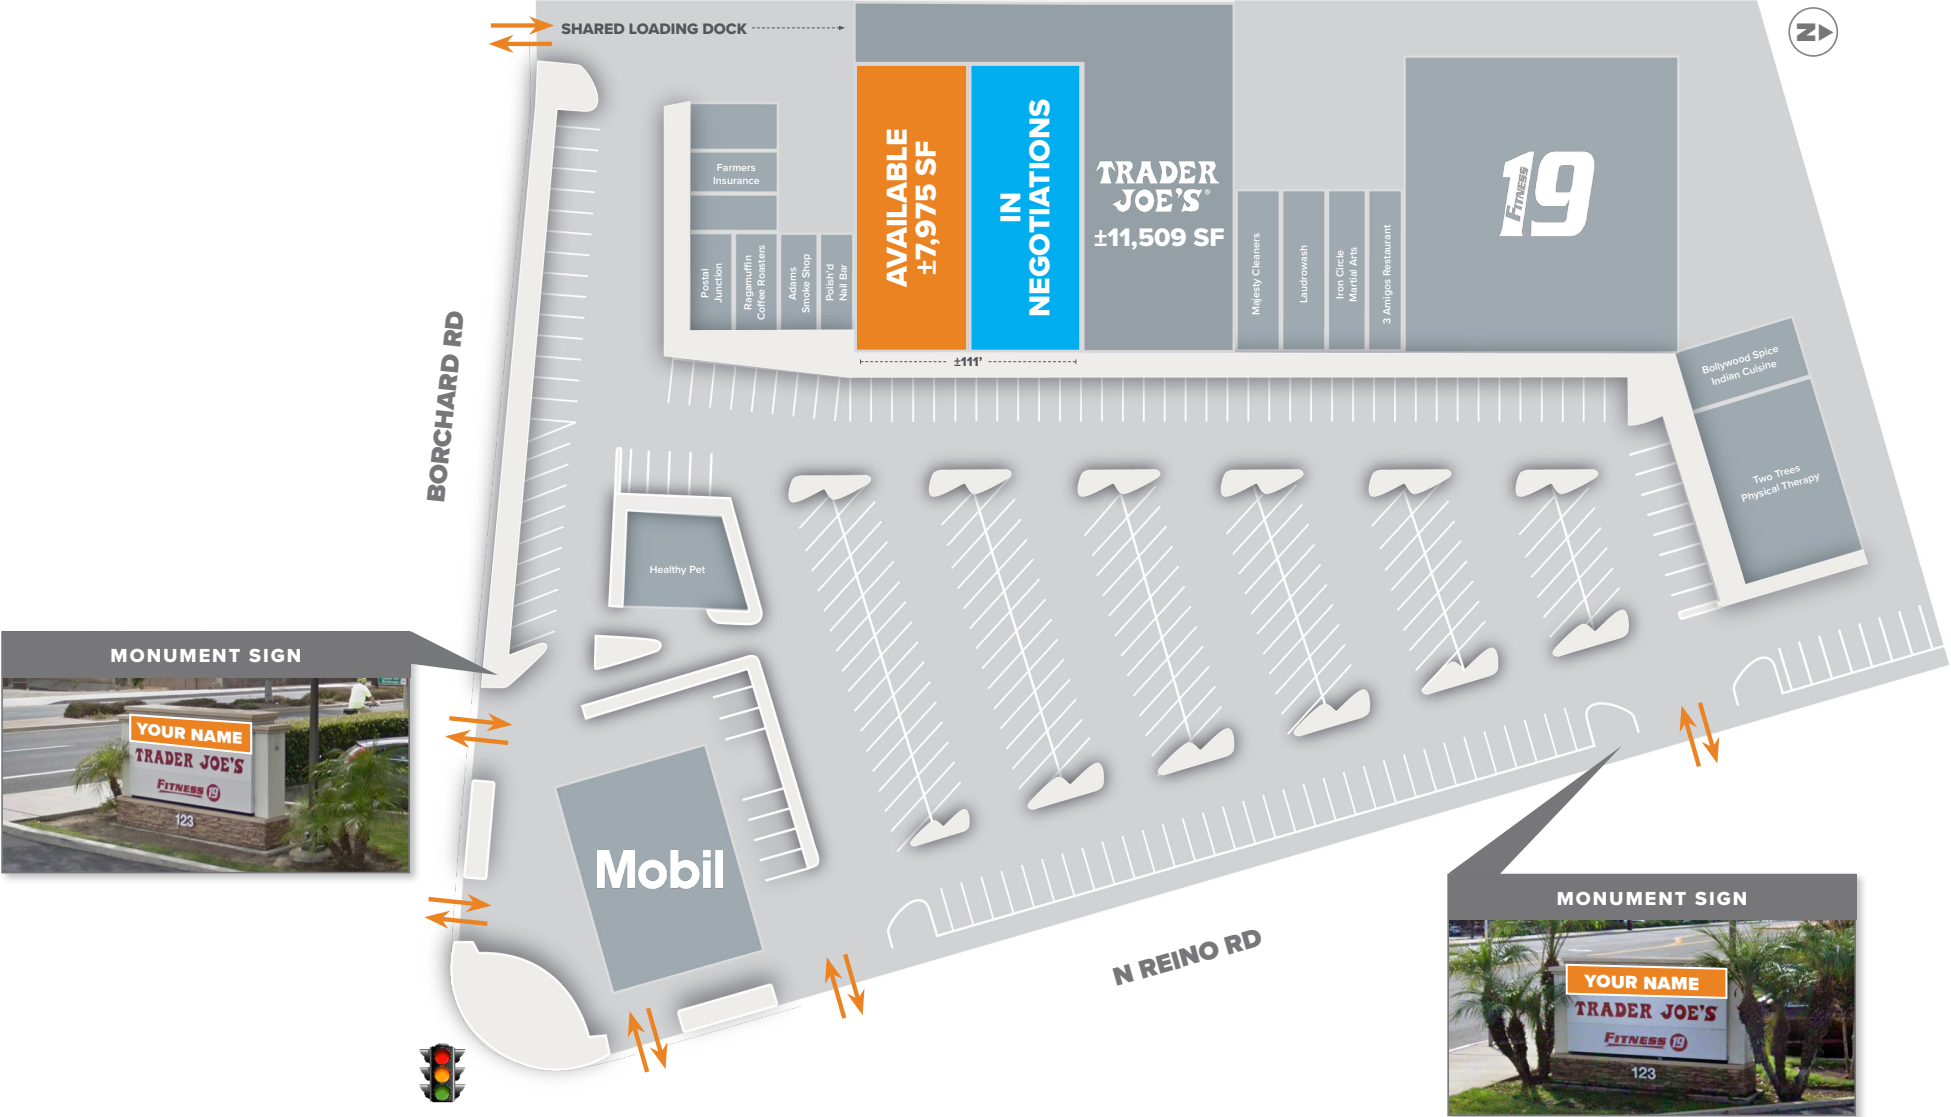 SHARED LOADING DOCK
N
Farmers
Insurance
Postal
Junction
Ragamuffin
Coffee Roasters
Adams
Smoke Shop
Polish'd
Nail Bar
AVAILABLE
±7,975 SF
IN
NEGOTIATIONS
TRADER
JOE'S®
±11,509 SF
Majesty Cleaners
Laudrowash
Iron Circle
Martial Arts
3 Amigos Restaurant
FITNESS
19
±111'
Bollywood Spice
Indian Cuisine
Two Trees
Physical Therapy
BORCHARD RD
Healthy Pet
MONUMENT SIGN
YOUR NAME
TRADER JOE'S
FITNESS 19
123
Mobil
N REINO RD
MONUMENT SIGN
YOUR NAME
TRADER JOE'S
FITNESS 19
123